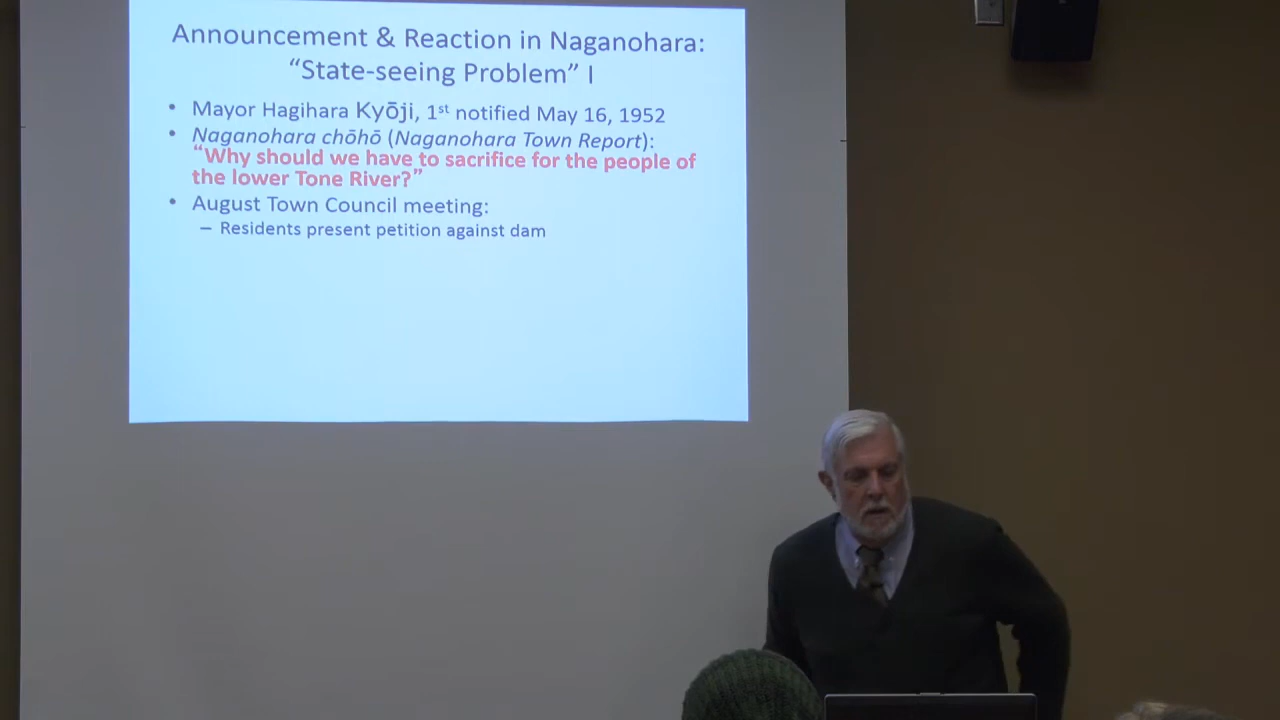 Announcement & Reaction in Naganohara:
“State-seeing Problem” I
• Mayor Hagihara Kyōji, 1st notified May 16, 1952
• Naganohara chōhō (Naganohara Town Report):
“Why should we have to sacrifice for the people of
the lower Tone River?”
• August Town Council meeting:
– Residents present petition against dam